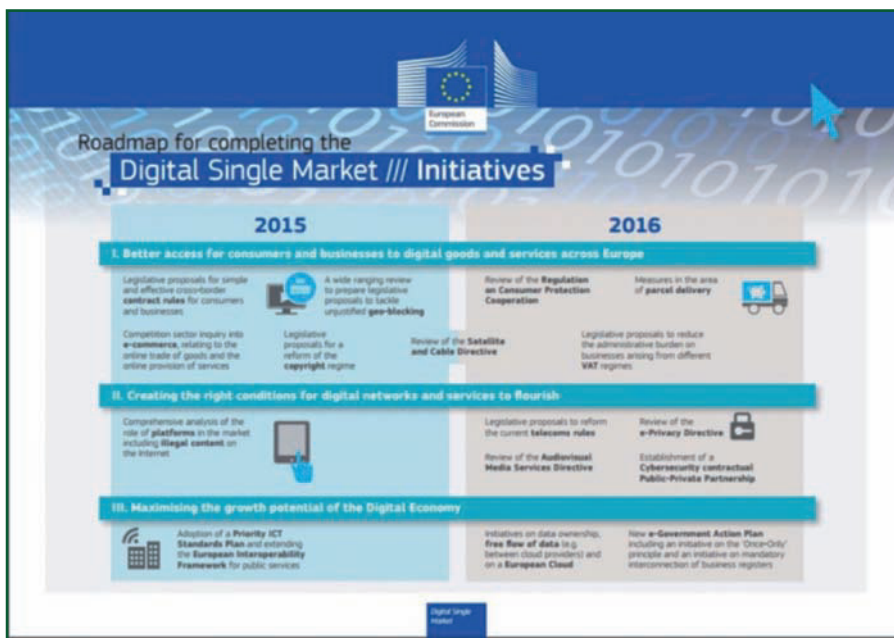 European
Commission
Roadmap for completing the
Digital Single Market /// Initiatives
2015
2016
I. Better access for consumers and businesses to digital goods and services across Europe
Legislative proposals for simple
and effective cross-border
contract rules for consumers
and businesses
A wide ranging review
to prepare legislative
proposals to tackle
unjustified geo-blocking
Review of the Regulation
on Consumer Protection
Cooperation
Measures in the area
of parcel delivery
Competition sector inquiry into
e-commerce, relating to the
online trade of goods and the
online provision of services
Legislative
proposals for a
reform of the
copyright regime
Review of the Satellite
and Cable Directive
Legislative proposals to reduce
the administrative burden on
businesses arising from different
VAT regimes
II. Creating the right conditions for digital networks and services to flourish
Comprehensive analysis of the
role of platforms in the market
including illegal content on
the Internet
Legislative proposals to reform
the current telecoms rules
Review of the
e-Privacy Directive
Review of the Audiovisual
Media Services Directive
Establishment of a
Cybersecurity contractual
Public-Private Partnership
III. Maximising the growth potential of the Digital Economy
Adoption of a Priority ICT
Standards Plan and extending
the European Interoperability
Framework for public services
Initiatives on data ownership,
free flow of data (e.g.
between cloud providers) and
on a European Cloud
New e-Government Action Plan
including an initiative on the 'Once-Only'
principle and an initiative on mandatory
interconnection of business registers
Digital Single
Market